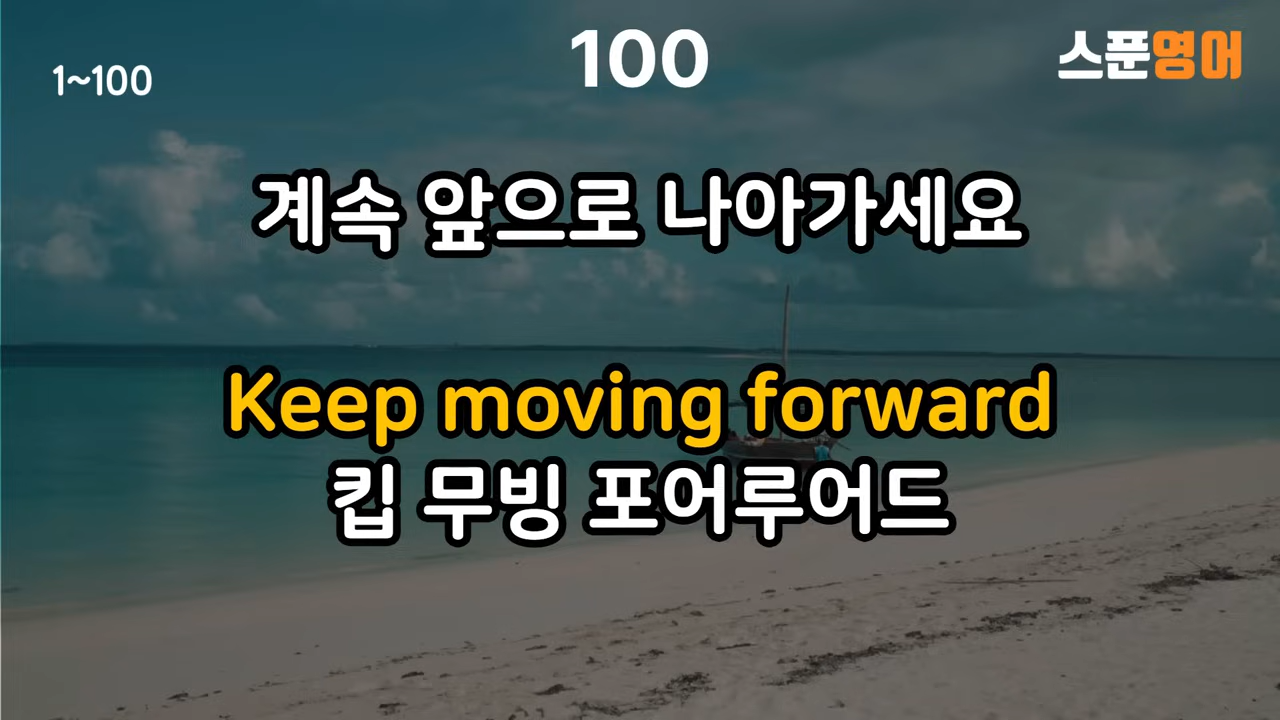 100
1~100
스푼영어
계속 앞으로 나아가세요
Keep moving forward
킵 무빙 포어루어드